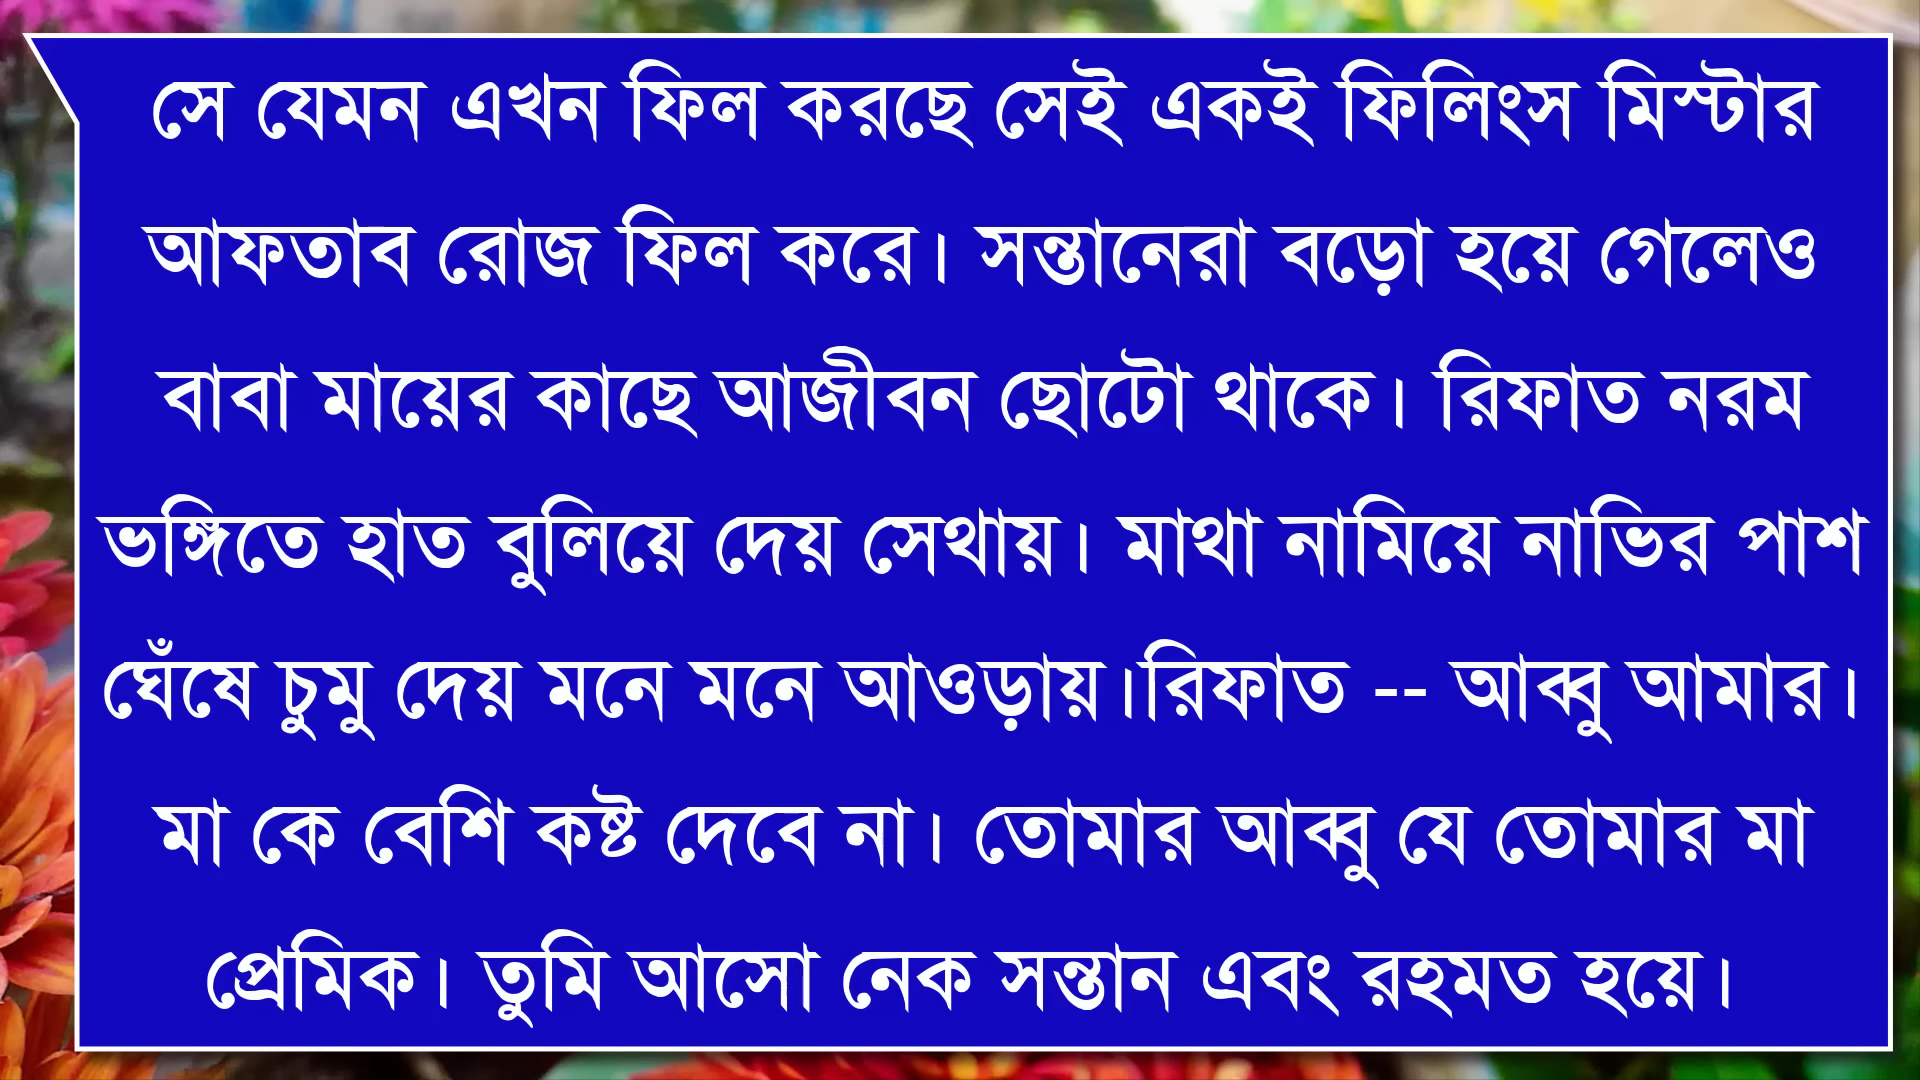 সে যেমন এখন ফিল করছে সেই একই ফিলিংস মিস্টার
আফতাব রোজ ফিল করে। সন্তানেরা বড়ো হয়ে গেলেও
বাবা মায়ের কাছে আজীবন ছোটো থাকে। রিফাত নরম
ভঙ্গিতে হাত বুলিয়ে দেয় সেথায়। মাথা নামিয়ে নাভির পাশ
ঘেঁষে চুমু দেয় মনে মনে আওড়ায়।রিফাত -- আব্বু আমার।
মা কে বেশি কষ্ট দেবে না। তোমার আব্বু যে তোমার মা
প্রেমিক। তুমি আসো নেক সন্তান এবং রহমত হয়ে।